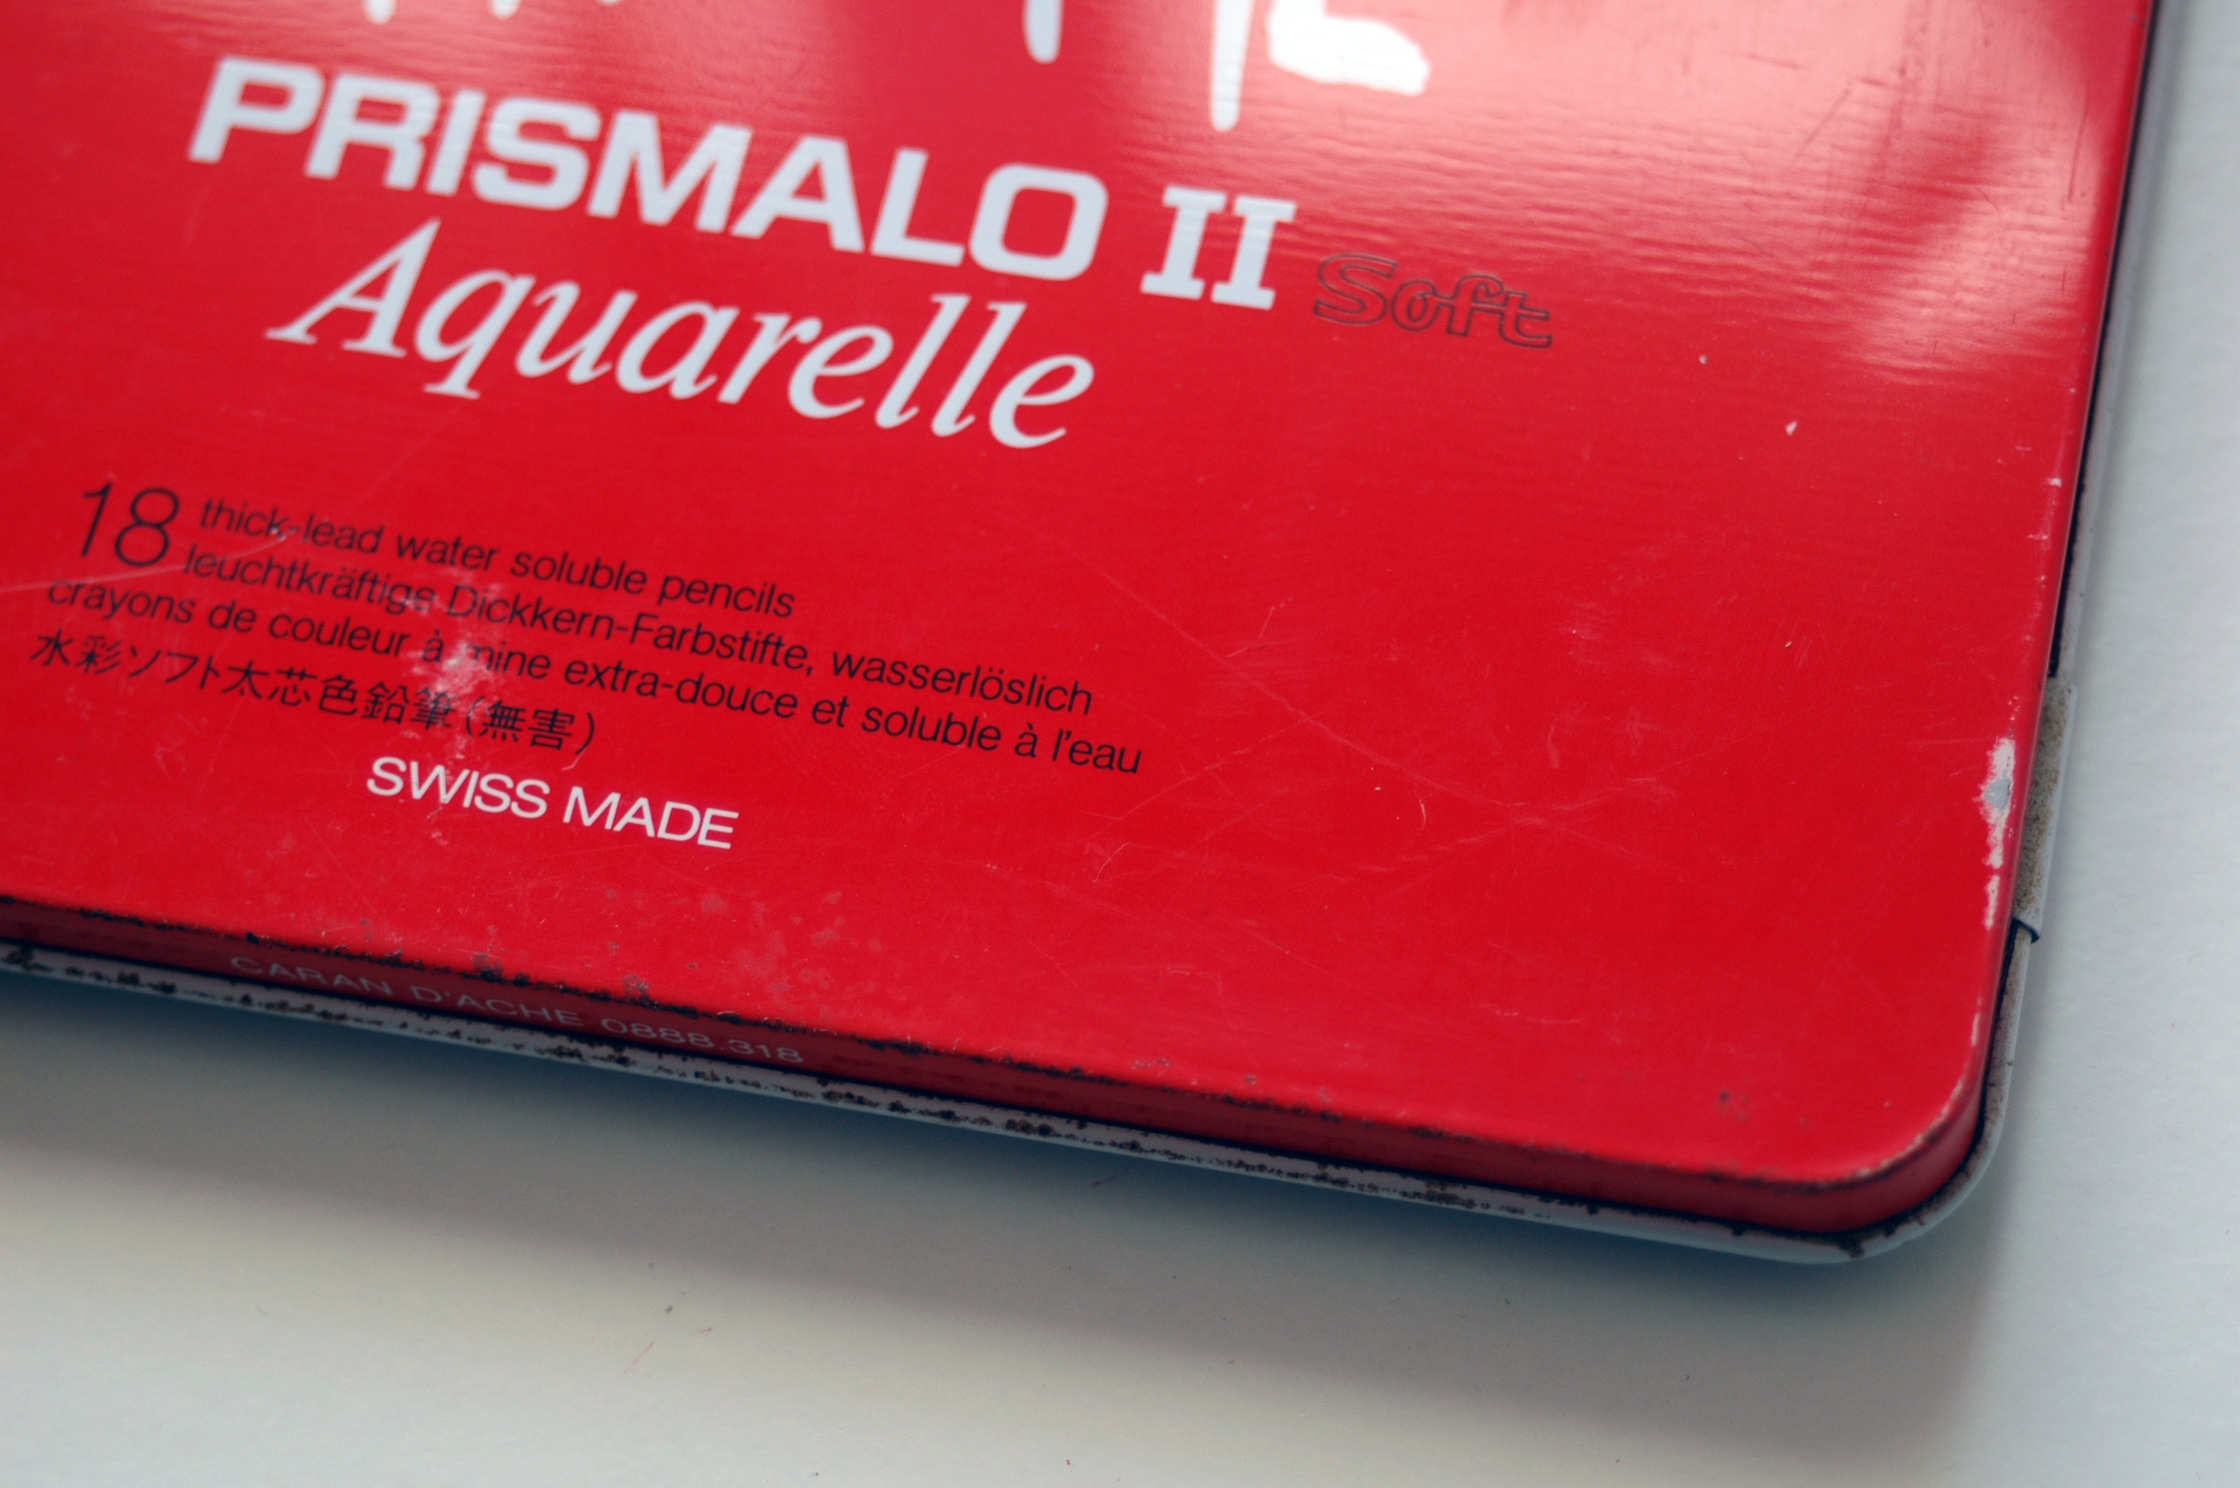 PRISMALO II Soft
Aquarelle
18 thick-lead water soluble pencils
leuchtkräftige Dickkern-Farbstifte, wasserlöslich
crayons de couleur à mine extra-douce et soluble à l'eau
水彩ソフト太芯色鉛筆(無害)
SWISS MADE
CARAN D'ACHE 0888.318